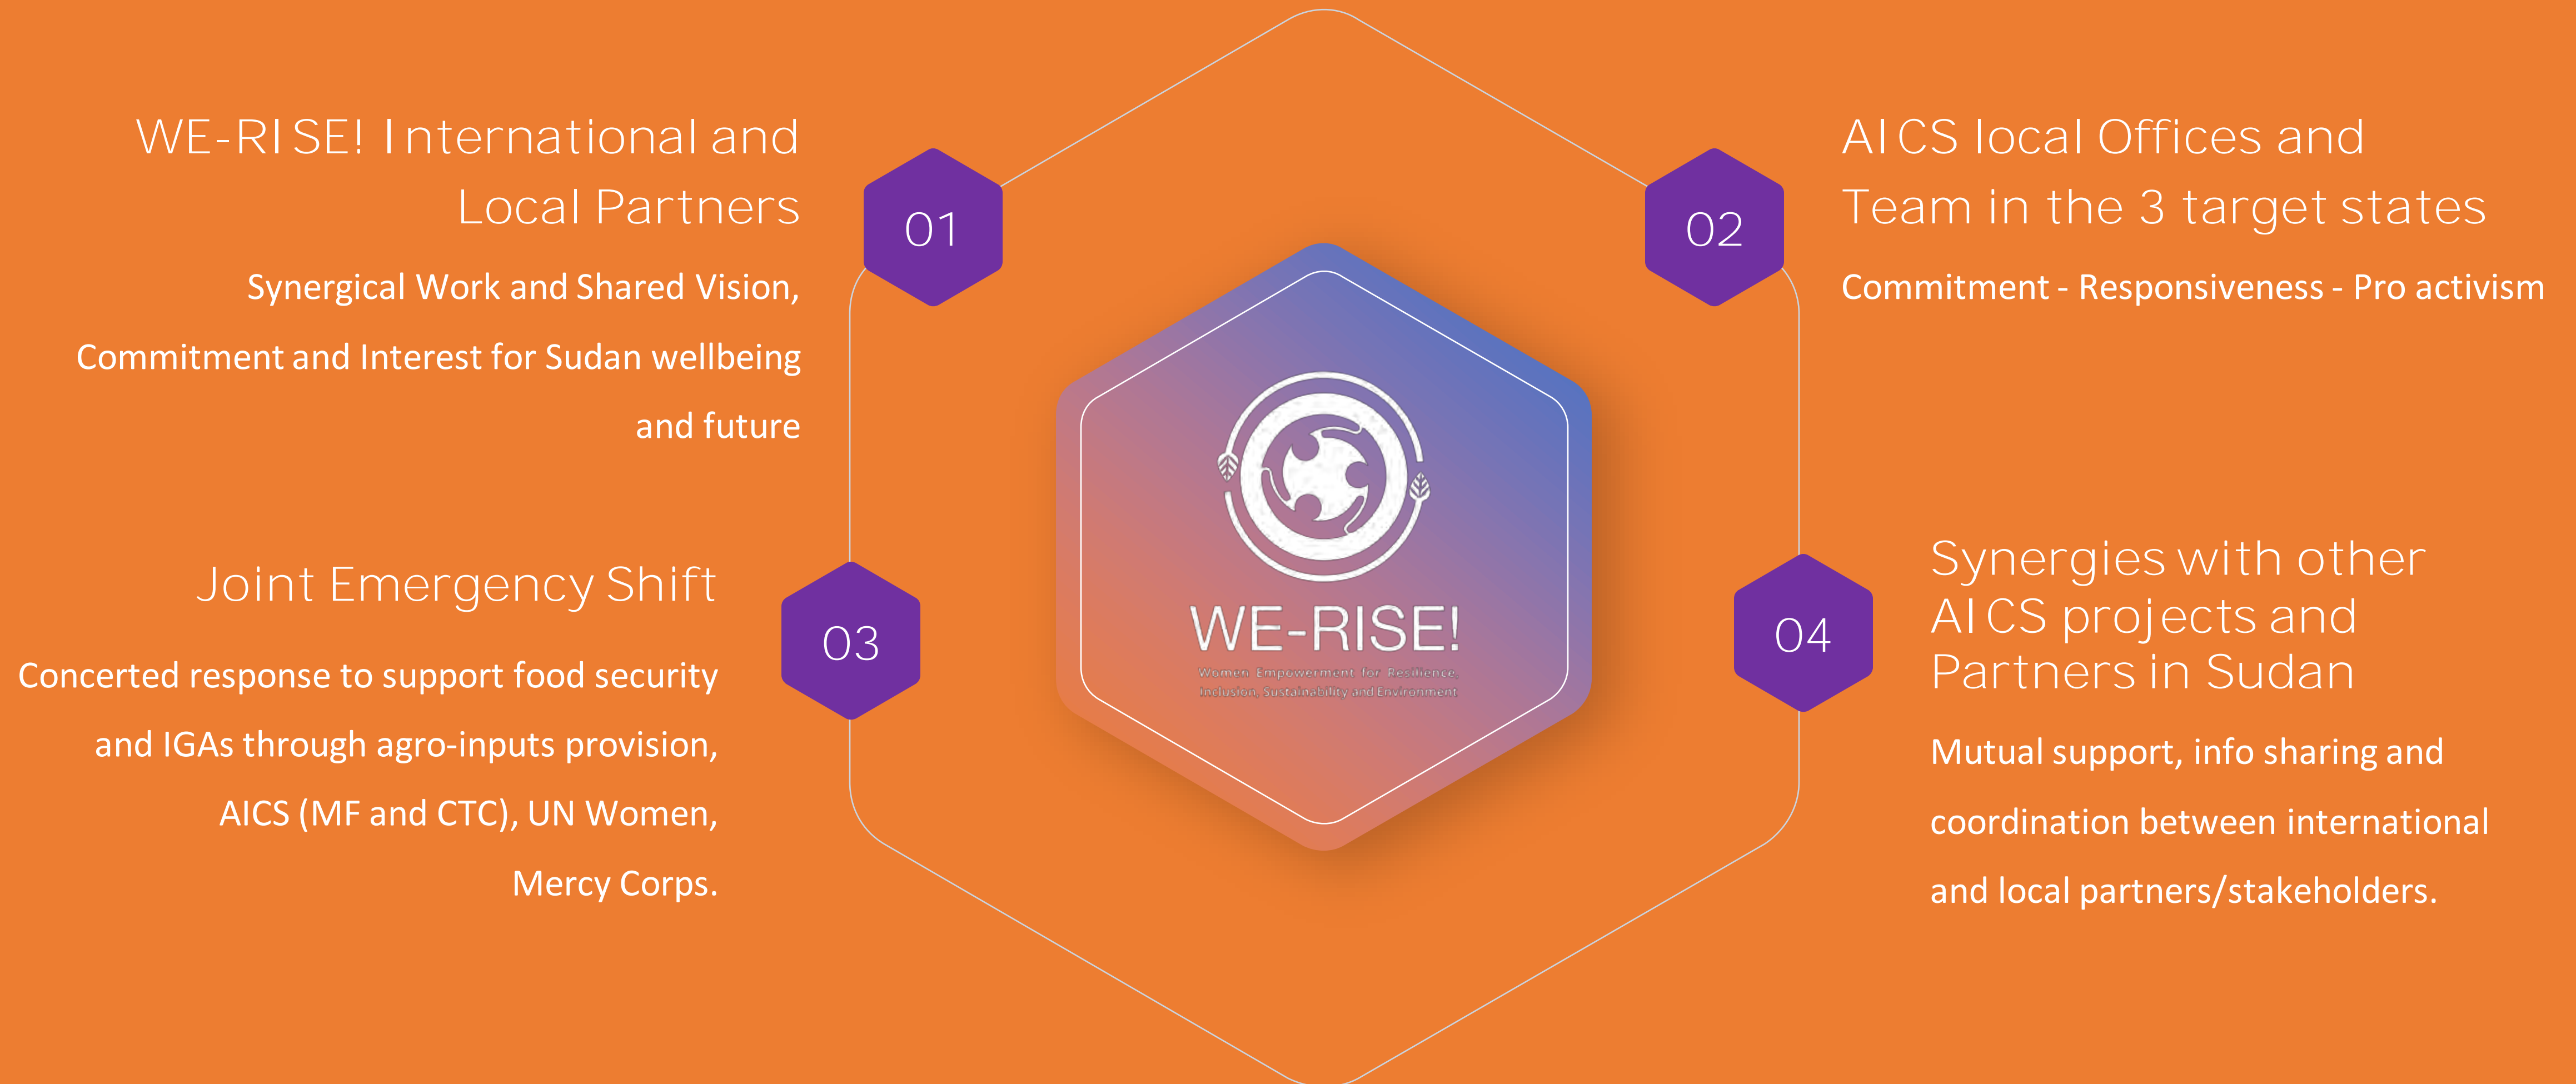 WE-RISE! International and
Local Partners
Synergical Work and Shared Vision,
Commitment and Interest for Sudan wellbeing
and future
01
02
AICS local Offices and
Team in the 3 target states
Commitment - Responsiveness - Pro activism
WE-RISE!
Women Empowerment for Resilience,
Inclusion, Sustainability and Environment
Joint Emergency Shift
Concerted response to support food security
and IGAs through agro-inputs provision,
AICS (MF and CTC), UN Women,
Mercy Corps.
03
04
Synergies with other
AICS projects and
Partners in Sudan
Mutual support, info sharing and
coordination between international
and local partners/stakeholders.